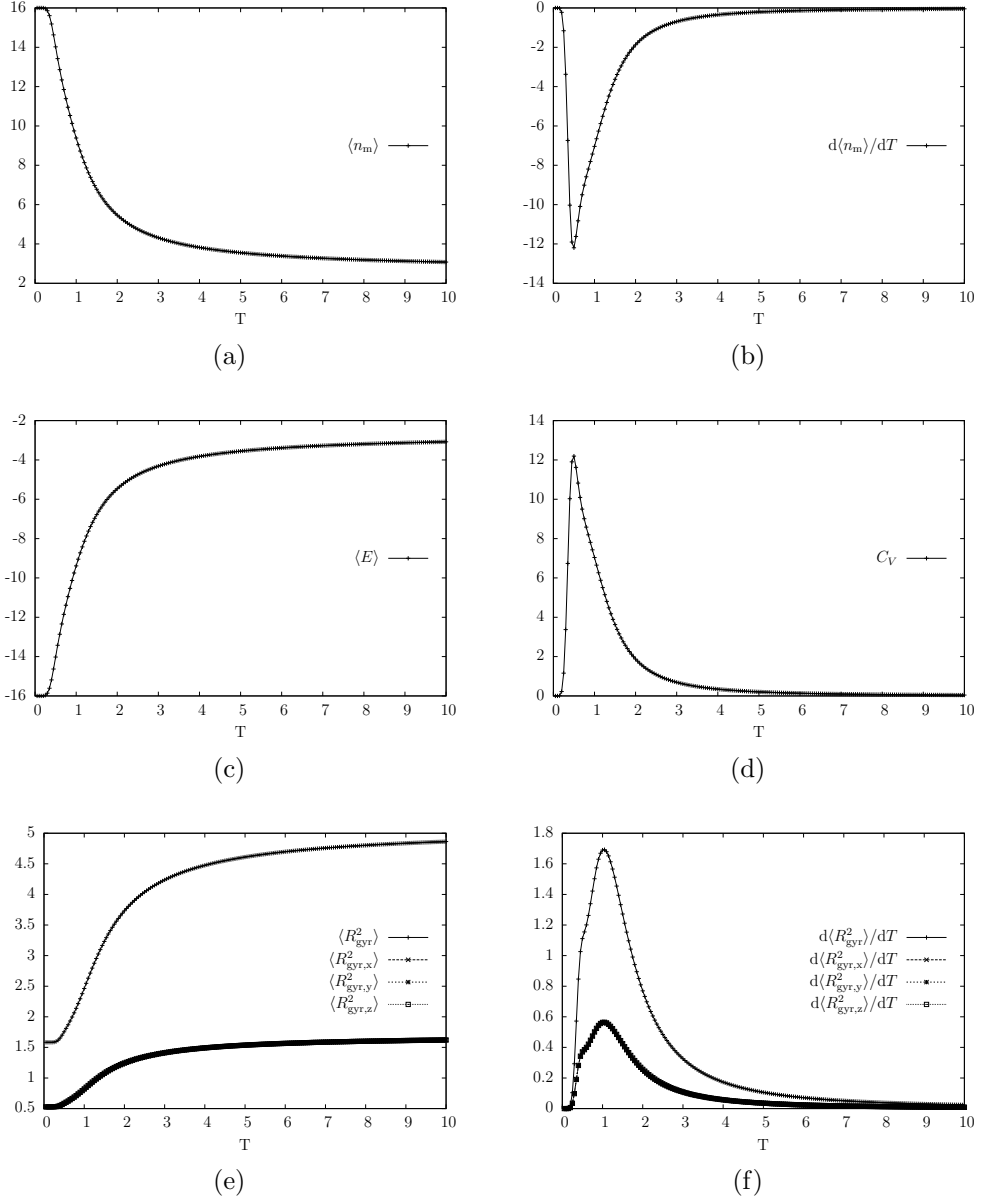 16
14
12
10
8
6
4
2
⟨n_m⟩
0 1 2 3 4 5 6 7 8 9 10
T
(a)
0
-2
-4
-6
-8
-10
-12
-14
d⟨n_m⟩/dT
0 1 2 3 4 5 6 7 8 9 10
T
(b)
-2
-4
-6
-8
-10
-12
-14
-16
⟨E⟩
0 1 2 3 4 5 6 7 8 9 10
T
(c)
14
12
10
8
6
4
2
0
C_V
0 1 2 3 4 5 6 7 8 9 10
T
(d)
5
4.5
4
3.5
3
2.5
2
1.5
1
0.5
⟨R²_gyr⟩
⟨R²_gyr,x⟩
⟨R²_gyr,y⟩
⟨R²_gyr,z⟩
0 1 2 3 4 5 6 7 8 9 10
T
(e)
1.8
1.6
1.4
1.2
1
0.8
0.6
0.4
0.2
0
d⟨R²_gyr⟩/dT
d⟨R²_gyr,x⟩/dT
d⟨R²_gyr,y⟩/dT
d⟨R²_gyr,z⟩/dT
0 1 2 3 4 5 6 7 8 9 10
T
(f)